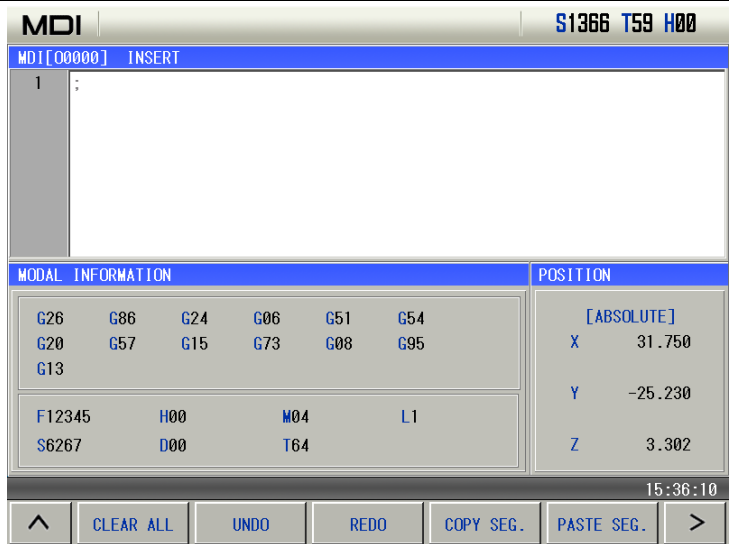 MDI S1366 T59 H00
MDI[O0000] INSERT
1 ;
MODAL INFORMATION
G26 G86 G24 G06 G51 G54
G20 G57 G15 G73 G08 G95
G13
F12345 H00 M04 L1
S6267 D00 T64
POSITION
[ABSOLUTE]
X 31.750
Y -25.230
Z 3.302
15:36:10
CLEAR ALL UNDO REDO COPY SEG. PASTE SEG. >